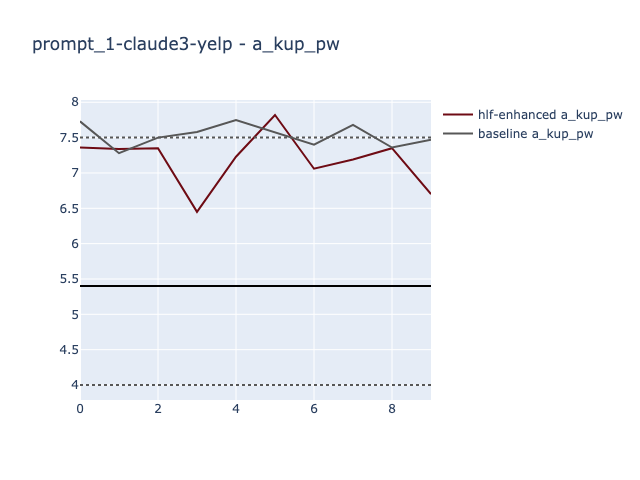 prompt_1-claude3-yelp - a_kup_pw
8
7.5
7
6.5
6
5.5
5
4.5
4
0 2 4 6 8
hlf-enhanced a_kup_pw
baseline a_kup_pw